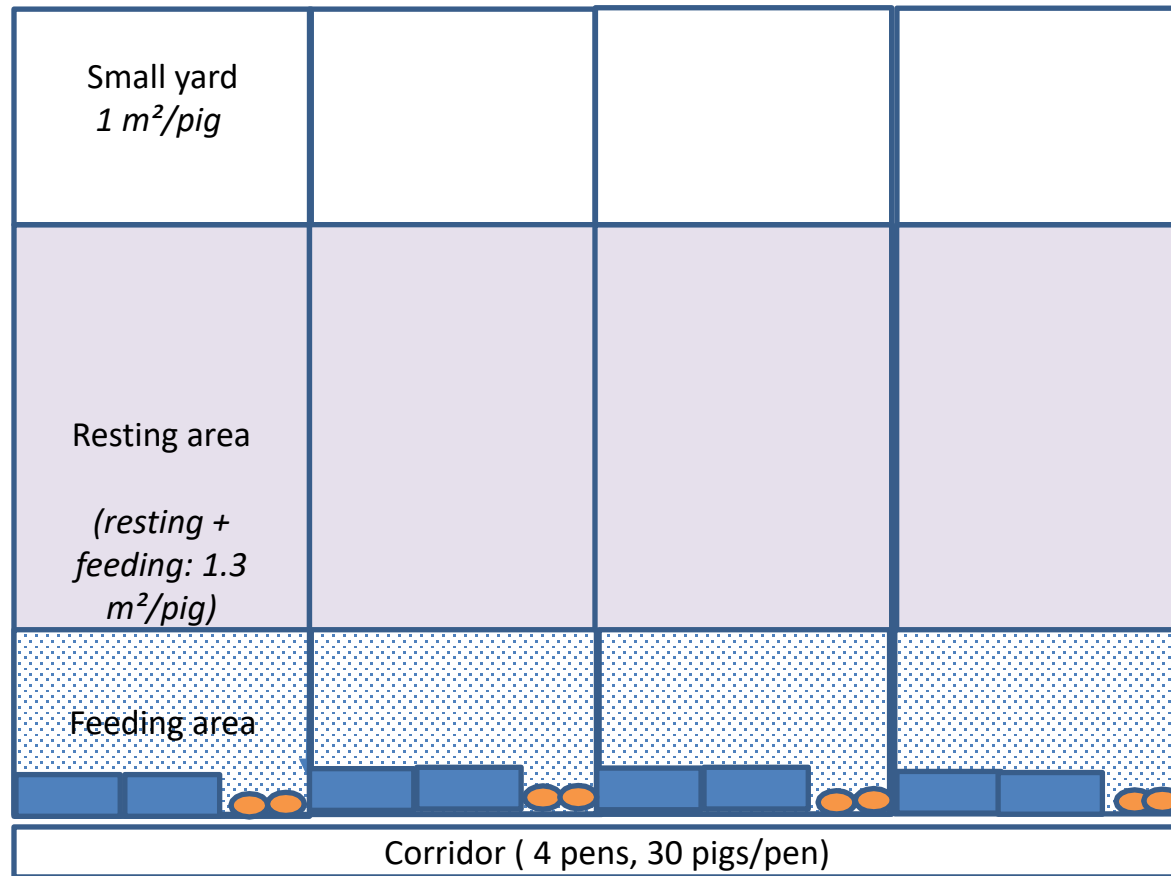 Small yard
1 m²/pig
Resting area
(resting +
feeding: 1.3
m²/pig)
Feeding area
Corridor ( 4 pens, 30 pigs/pen)